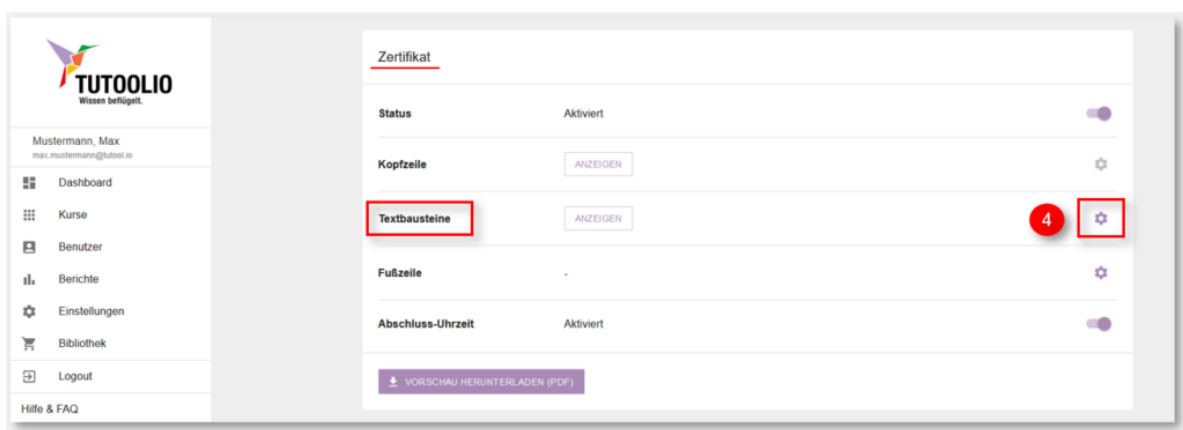 TUTOOLIO
Wissen beflügelt.
Mustermann, Max
max.mustermann@tutool.io
Dashboard
Kurse
Benutzer
Berichte
Einstellungen
Bibliothek
Logout
Hilfe & FAQ
Zertifikat
Status Aktiviert
Kopfzeile ANZEIGEN
Textbausteine ANZEIGEN 4
Fußzeile -
Abschluss-Uhrzeit Aktiviert
VORSCHAU HERUNTERLADEN (PDF)